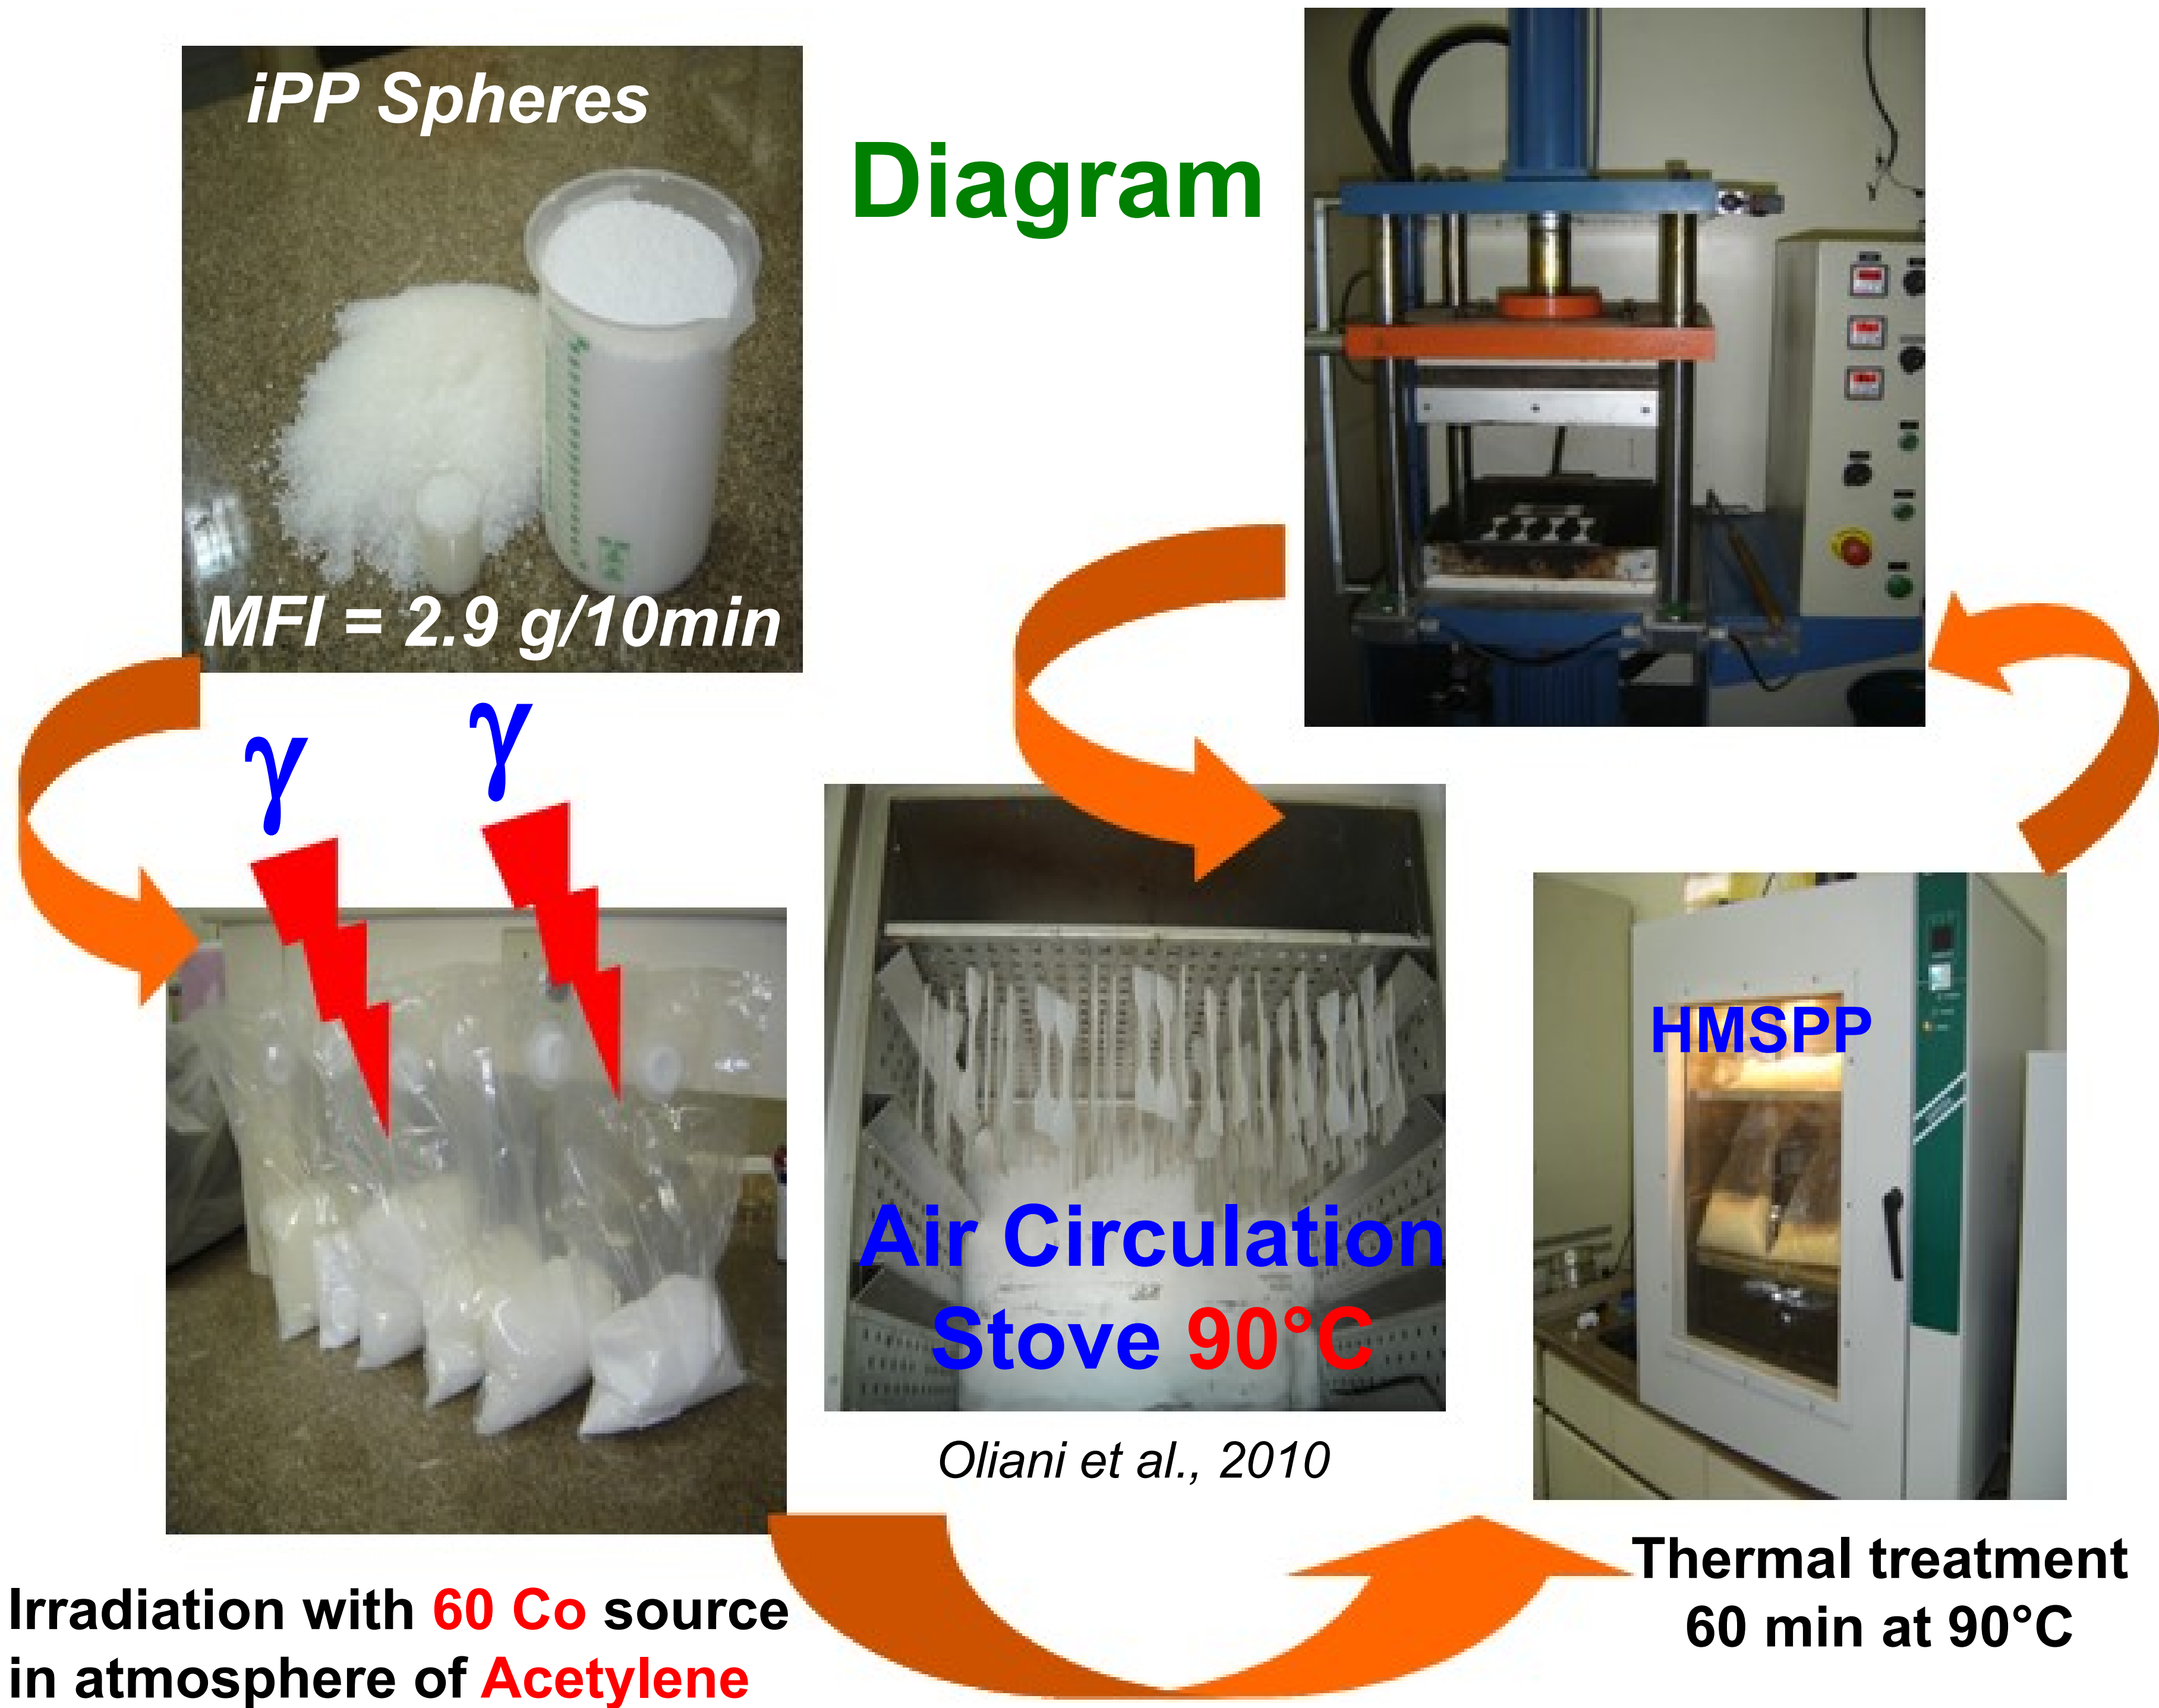 iPP Spheres
MFI = 2.9 g/10min
Diagram
γ
γ
Irradiation with 60 Co source
in atmosphere of Acetylene
Air Circulation
Stove 90°C
Oliani et al., 2010
HMSPP
Thermal treatment
60 min at 90°C